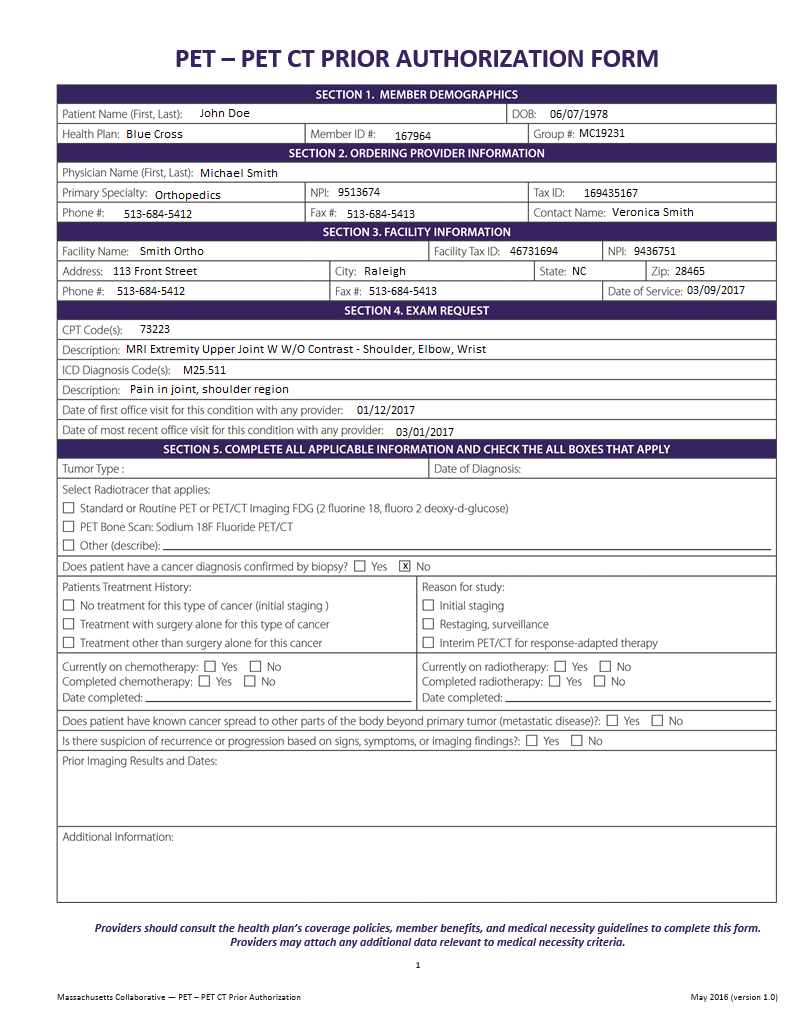 PET – PET CT PRIOR AUTHORIZATION FORM
SECTION 1. MEMBER DEMOGRAPHICS
Patient Name (First, Last): John Doe DOB: 06/07/1978
Health Plan: Blue Cross Member ID #: 167964 Group #: MC19231
SECTION 2. ORDERING PROVIDER INFORMATION
Physician Name (First, Last): Michael Smith
Primary Specialty: Orthopedics NPI: 9513674 Tax ID: 169435167
Phone #: 513-684-5412 Fax #: 513-684-5413 Contact Name: Veronica Smith
SECTION 3. FACILITY INFORMATION
Facility Name: Smith Ortho Facility Tax ID: 46731694 NPI: 9436751
Address: 113 Front Street City: Raleigh State: NC Zip: 28465
Phone #: 513-684-5412 Fax #: 513-684-5413 Date of Service: 03/09/2017
SECTION 4. EXAM REQUEST
CPT Code(s): 73223
Description: MRI Extremity Upper Joint W W/O Contrast - Shoulder, Elbow, Wrist
ICD Diagnosis Code(s): M25.511
Description: Pain in joint, shoulder region
Date of first office visit for this condition with any provider: 01/12/2017
Date of most recent office visit for this condition with any provider: 03/01/2017
SECTION 5. COMPLETE ALL APPLICABLE INFORMATION AND CHECK THE ALL BOXES THAT APPLY
Tumor Type : Date of Diagnosis:
Select Radiotracer that applies:
☐ Standard or Routine PET or PET/CT Imaging FDG (2 fluorine 18, fluoro 2 deoxy-d-glucose)
☐ PET Bone Scan: Sodium 18F Fluoride PET/CT
☐ Other (describe):
Does patient have a cancer diagnosis confirmed by biopsy? ☐ Yes ☒ No
Patients Treatment History: Reason for study:
☐ No treatment for this type of cancer (initial staging ) ☐ Initial staging
☐ Treatment with surgery alone for this type of cancer ☐ Restaging, surveillance
☐ Treatment other than surgery alone for this cancer ☐ Interim PET/CT for response-adapted therapy
Currently on chemotherapy: ☐ Yes ☐ No Currently on radiotherapy: ☐ Yes ☐ No
Completed chemotherapy: ☐ Yes ☐ No Completed radiotherapy: ☐ Yes ☐ No
Date completed: Date completed:
Does patient have known cancer spread to other parts of the body beyond primary tumor (metastatic disease)?: ☐ Yes ☐ No
Is there suspicion of recurrence or progression based on signs, symptoms, or imaging findings?: ☐ Yes ☐ No
Prior Imaging Results and Dates:
Additional Information:
Providers should consult the health plan's coverage policies, member benefits, and medical necessity guidelines to complete this form.
Providers may attach any additional data relevant to medical necessity criteria.
1
Massachusetts Collaborative — PET – PET CT Prior Authorization May 2016 (version 1.0)